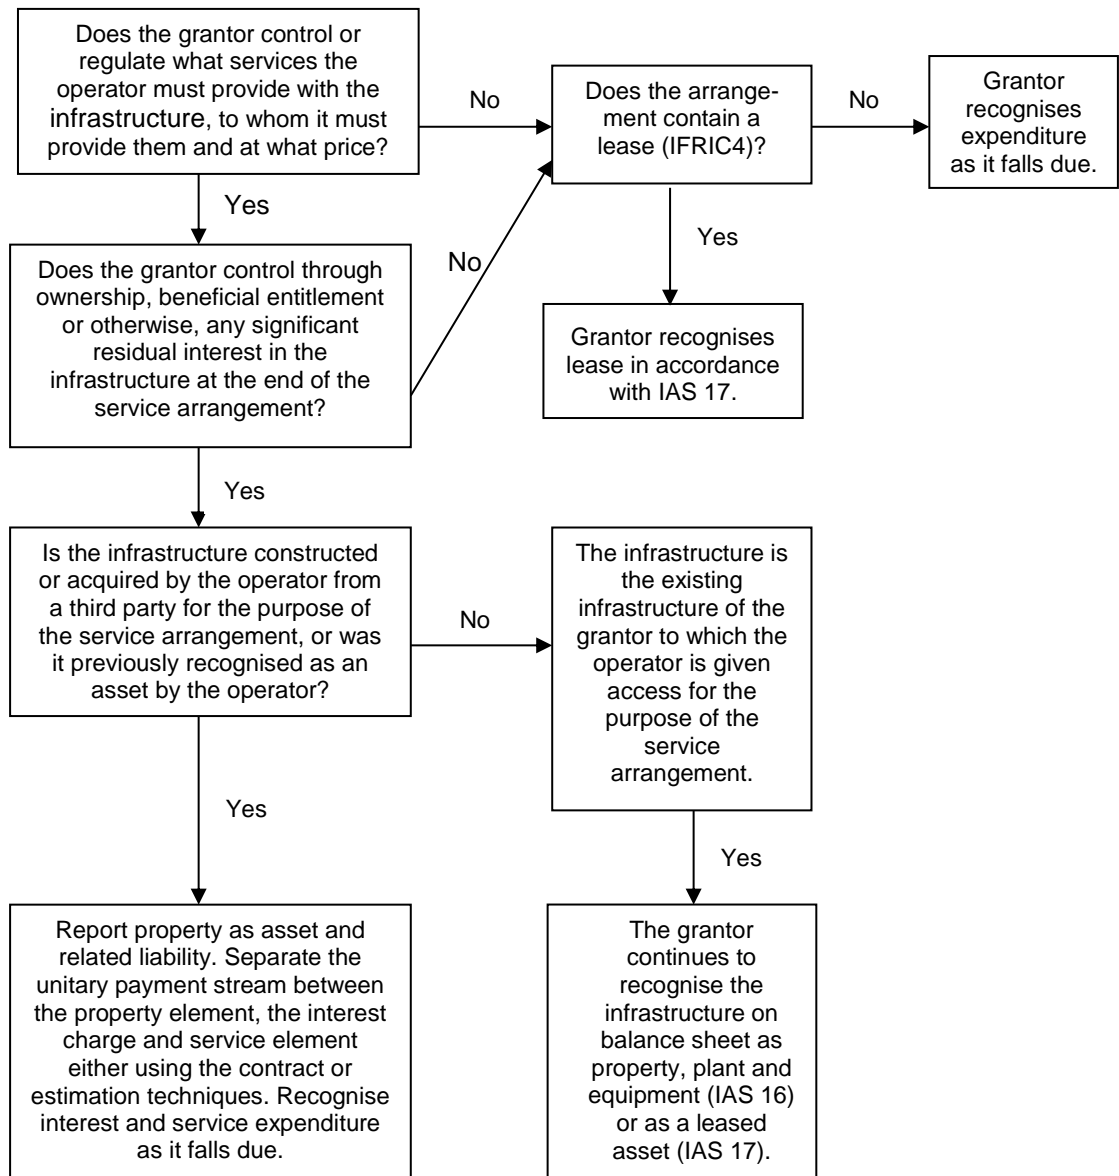 Does the grantor control or
regulate what services the
operator must provide with the
infrastructure, to whom it must
provide them and at what price?
No
Does the arrange-
ment contain a
lease (IFRIC4)?
No
Grantor
recognises
expenditure
as it falls due.
Yes
Yes
Does the grantor control through
ownership, beneficial entitlement
or otherwise, any significant
residual interest in the
infrastructure at the end of the
service arrangement?
No
Grantor recognises
lease in accordance
with IAS 17.
Yes
Is the infrastructure constructed
or acquired by the operator from
a third party for the purpose of
the service arrangement, or was
it previously recognised as an
asset by the operator?
No
The infrastructure is
the existing
infrastructure of the
grantor to which the
operator is given
access for the
purpose of the
service
arrangement.
Yes
Yes
Report property as asset and
related liability. Separate the
unitary payment stream between
the property element, the interest
charge and service element
either using the contract or
estimation techniques. Recognise
interest and service expenditure
as it falls due.
The grantor
continues to
recognise the
infrastructure on
balance sheet as
property, plant and
equipment (IAS 16)
or as a leased
asset (IAS 17).